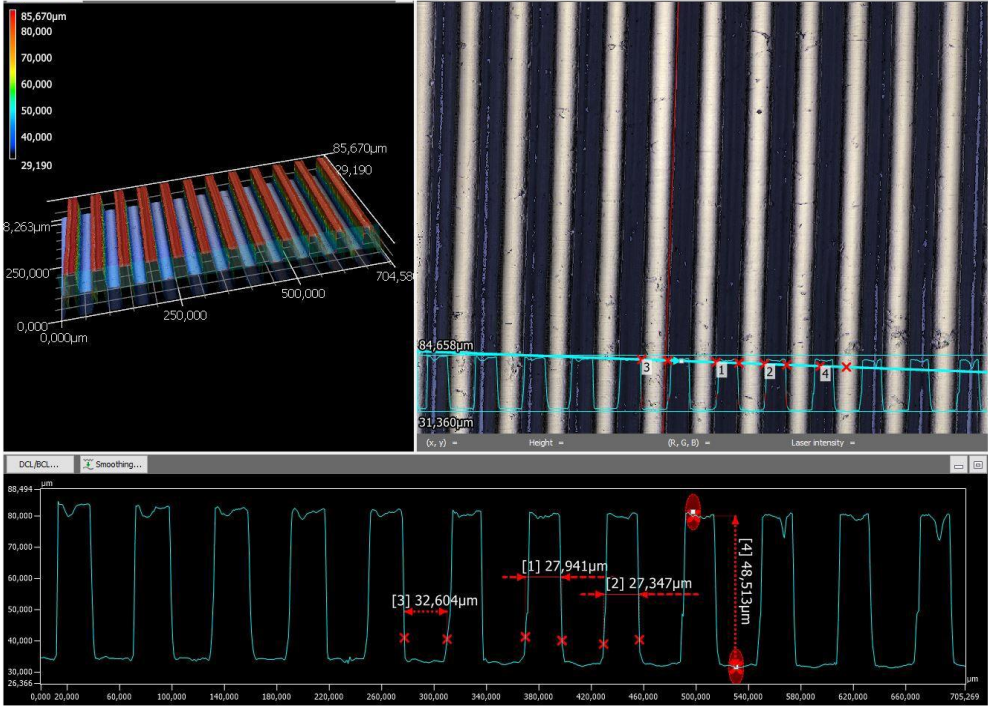 85,670µm
80,000
70,000
60,000
50,000
40,000
29,190
85,670µm
29,190
8,263µm
250,000
0,000
0,000µm
250,000
500,000
704,58
84,658µm
3
1
2
4
31,360µm
(x, y) =
Height =
(R, G, B) =
Laser intensity =
DCL/BCL...
Smoothing...
µm
88,494
80,000
70,000
60,000
50,000
40,000
30,000
26,366
[1] 27,941µm
[2] 27,347µm
[3] 32,604µm
[4] 48,513µm
µm
0,000
20,000
60,000
100,000
140,000
180,000
220,000
260,000
300,000
340,000
380,000
420,000
460,000
500,000
540,000
580,000
620,000
660,000
705,269